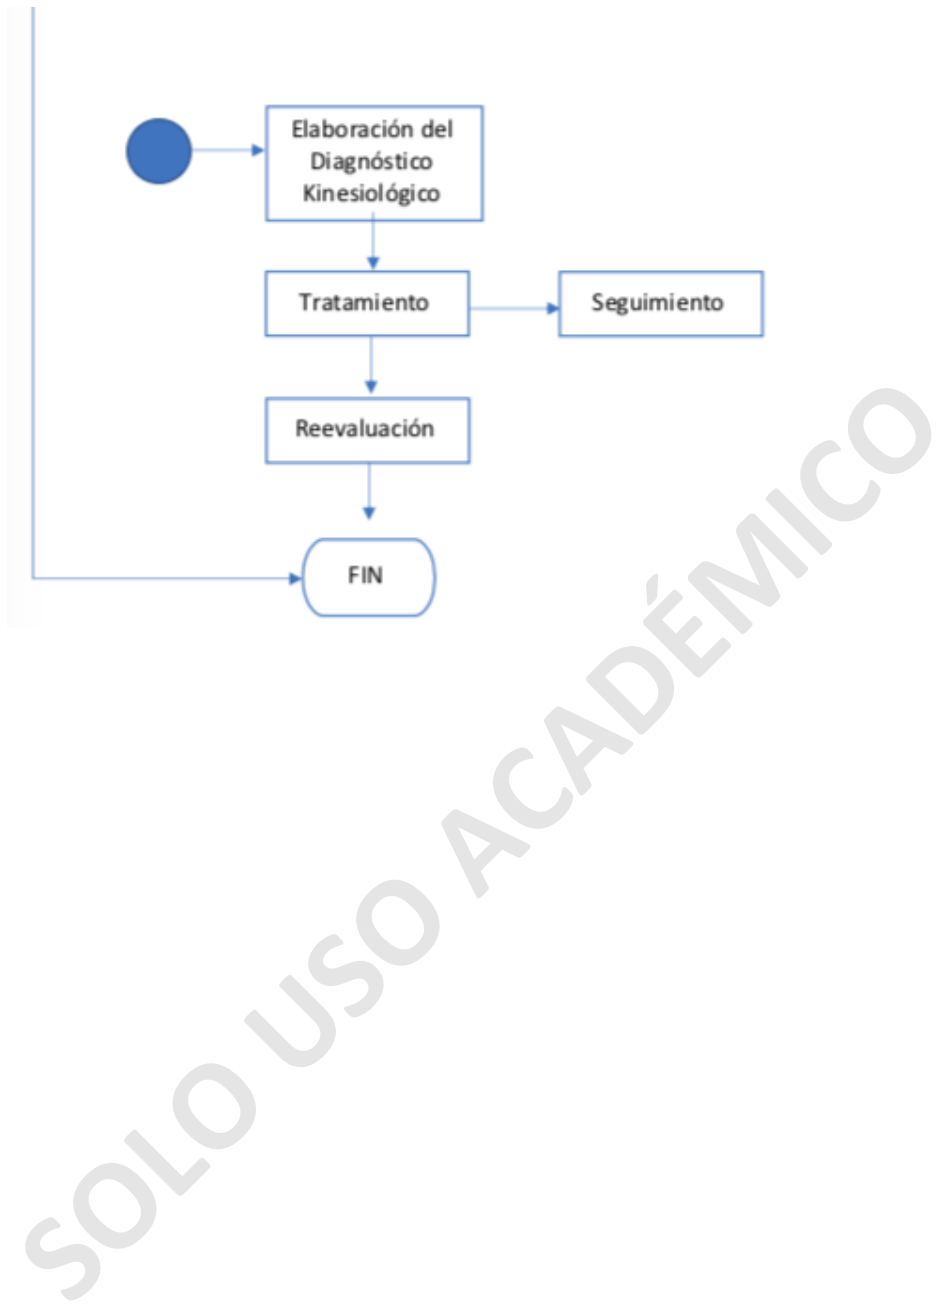 Elaboración del
Diagnóstico
Kinesiológico
Tratamiento
Seguimiento
Reevaluación
FIN
SOLO USO ACADÉMICO